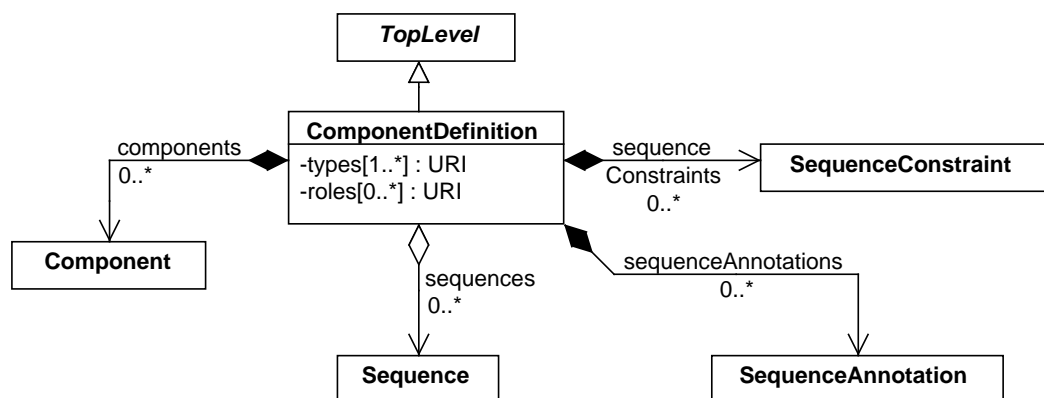 TopLevel
ComponentDefinition
-types[1..*] : URI
-roles[0..*] : URI
components
0..*
sequence
Constraints
0..*
SequenceConstraint
Component
sequences
0..*
sequenceAnnotations
0..*
Sequence
SequenceAnnotation